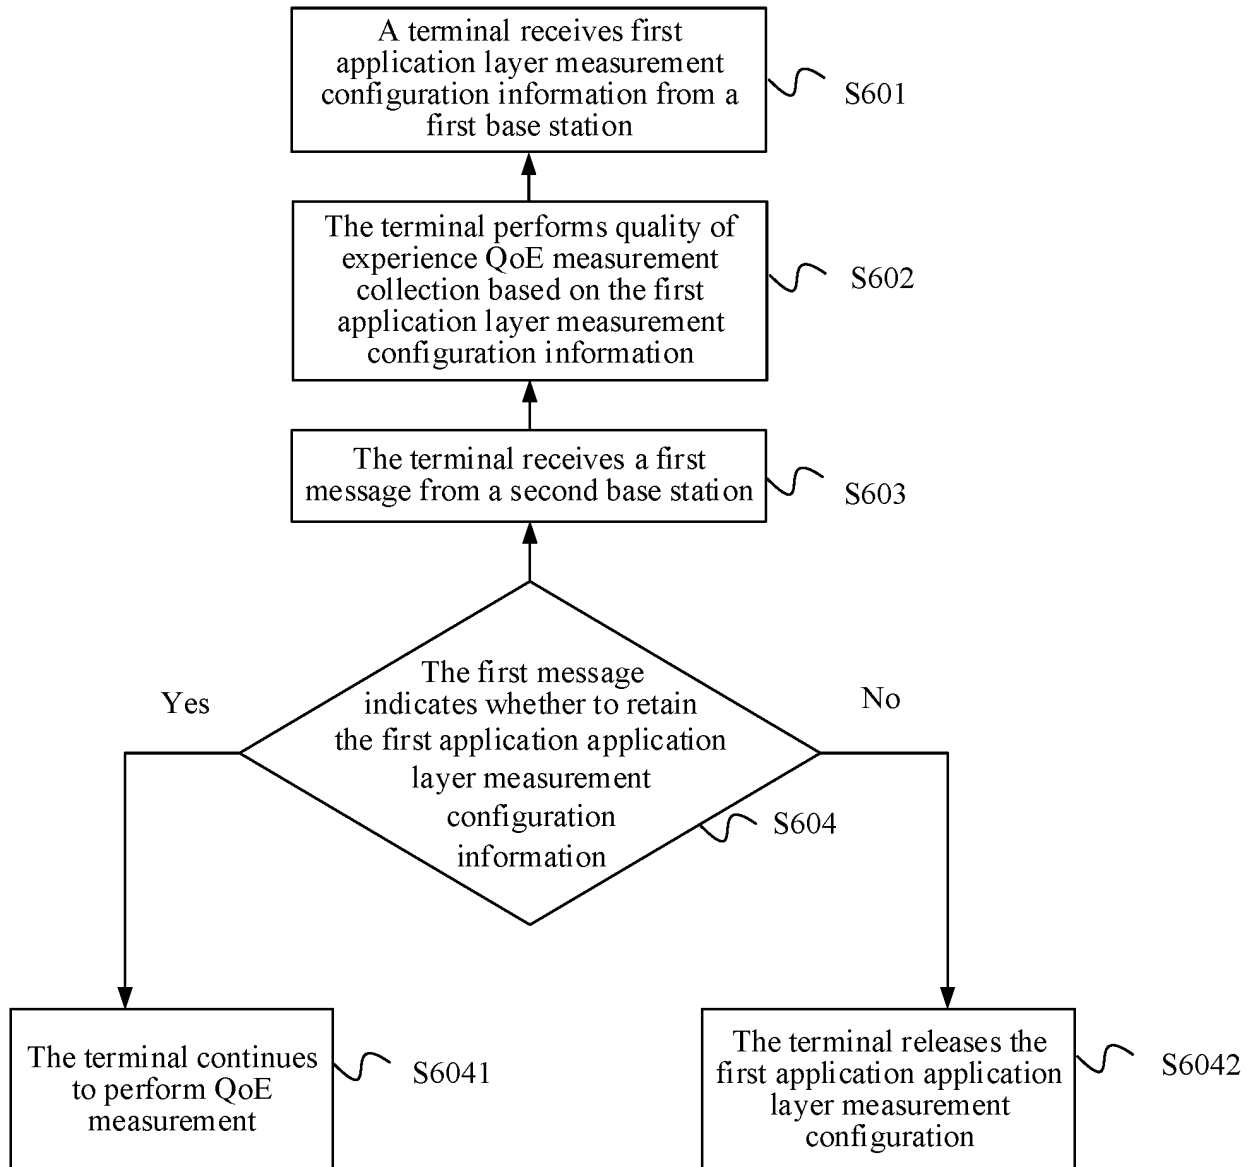 A terminal receives first
application layer measurement
configuration information from a
first base station
S601
The terminal performs quality of
experience QoE measurement
collection based on the first
application layer measurement
configuration information
S602
The terminal receives a first
message from a second base station
S603
The first message
indicates whether to retain
the first application application
layer measurement
configuration
information
Yes
No
S604
The terminal continues
to perform QoE
measurement
S6041
The terminal releases the
first application application
layer measurement
configuration
S6042